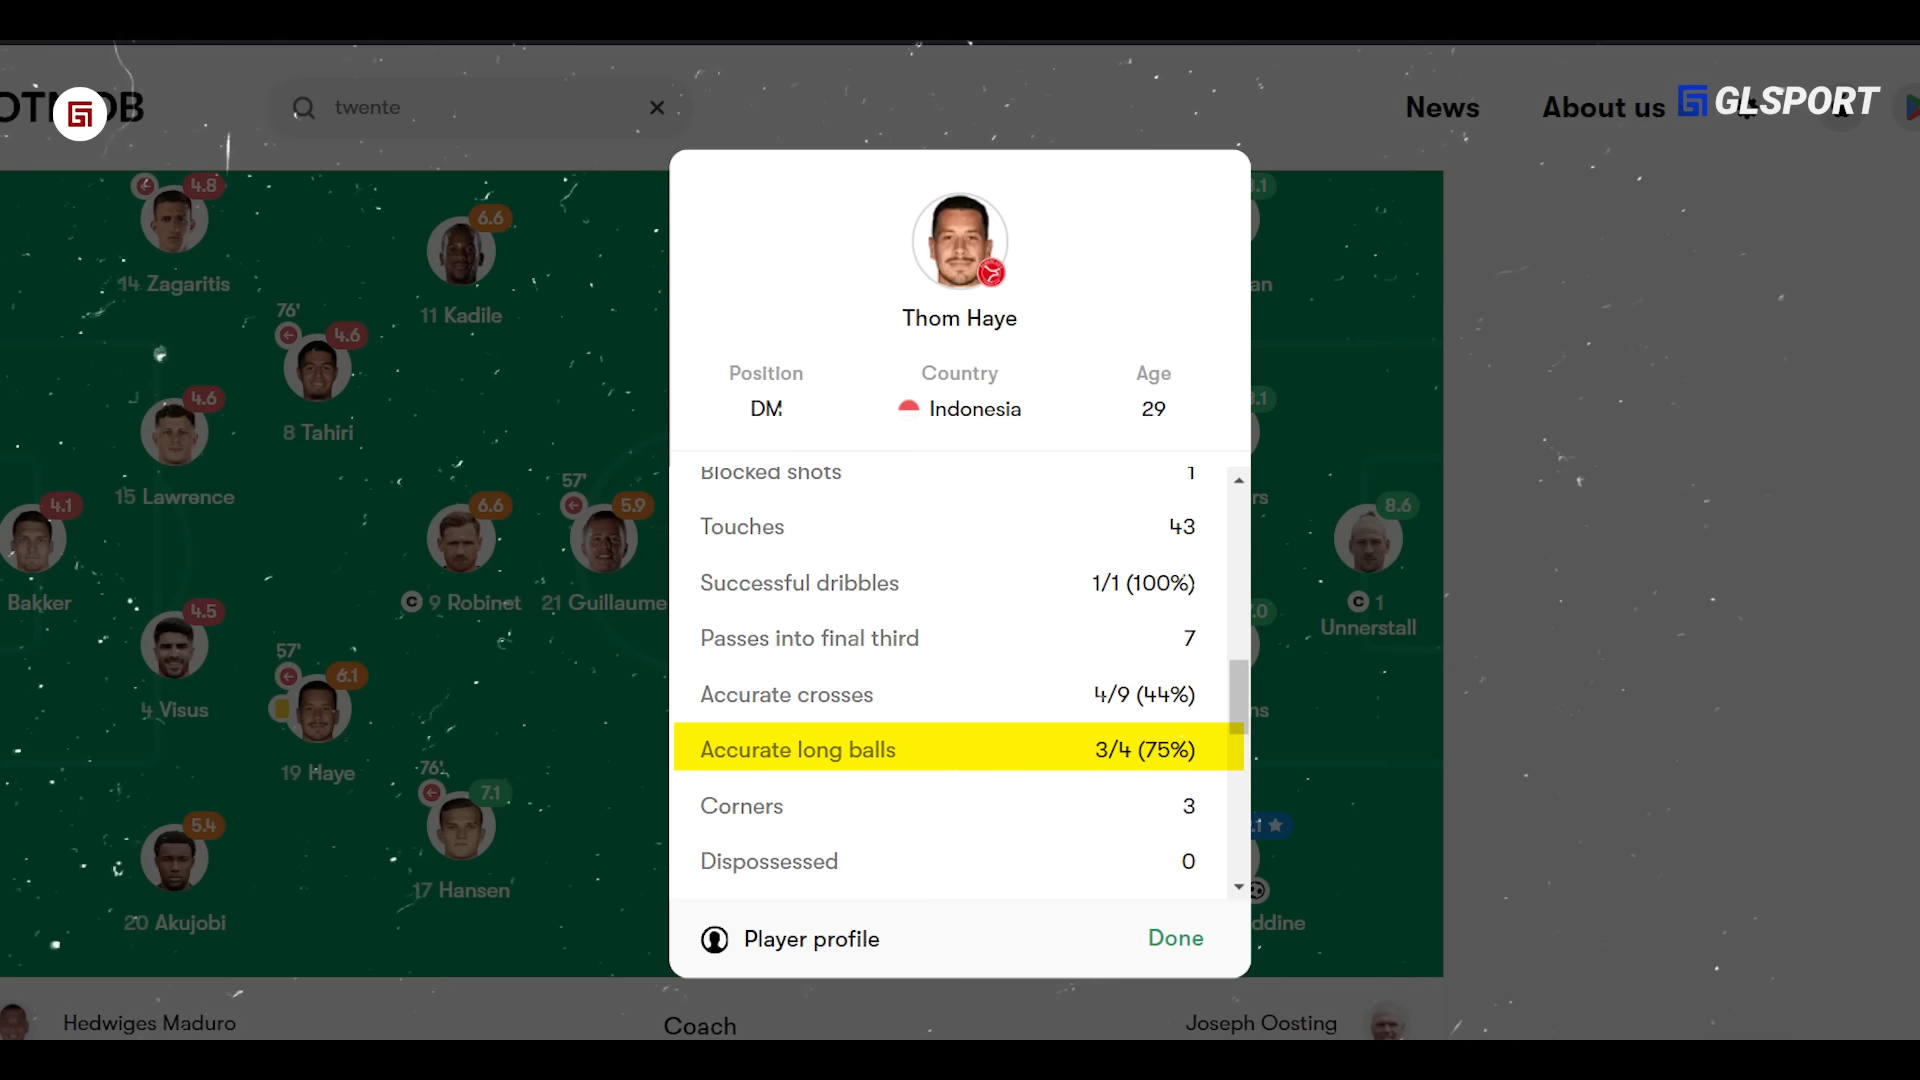 OTMOB
twente
News
About us
GLSPORT
4.8
14 Zagaritis
6.6
11 Kadile
76'
4.6
8 Tahiri
4.6
15 Lawrence
4.1
Bakker
6.6
C 9 Robinet
57'
5.9
21 Guillaume
4.5
4 Visus
57'
6.1
19 Haye
76'
7.1
17 Hansen
5.4
20 Akujobi
Thom Haye
Position
Country
Age
DM
Indonesia
29
Blocked shots 1
Touches 43
Successful dribbles 1/1 (100%)
Passes into final third 7
Accurate crosses 4/9 (44%)
Accurate long balls 3/4 (75%)
Corners 3
Dispossessed 0
Player profile
Done
8.6
C 1
Unnerstall
ddine
Hedwiges Maduro
Coach
Joseph Oosting